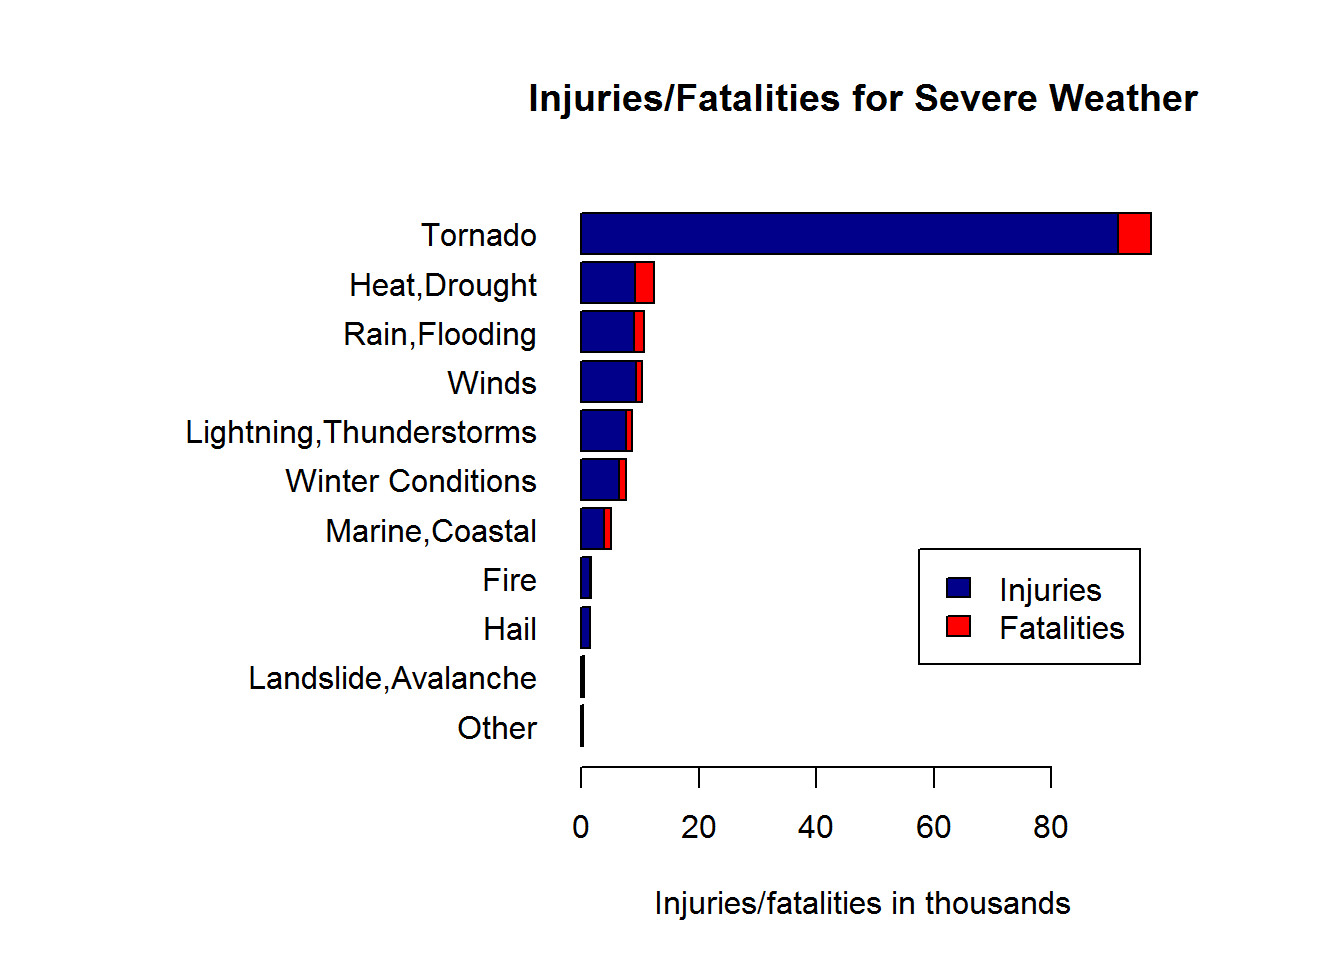 Injuries/Fatalities for Severe Weather
Tornado
Heat,Drought
Rain,Flooding
Winds
Lightning,Thunderstorms
Winter Conditions
Marine,Coastal
Fire
Hail
Landslide,Avalanche
Other
Injuries
Fatalities
0 20 40 60 80
Injuries/fatalities in thousands